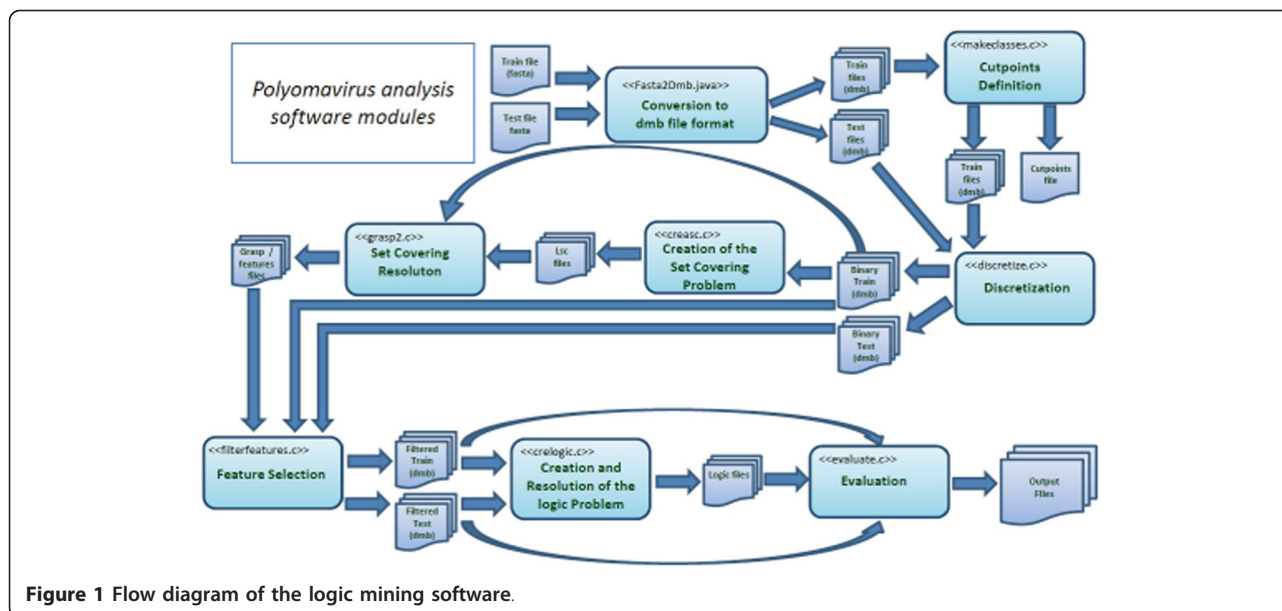 Polyomavirus analysis
software modules
Train file
(fasta)
Test file
fasta
<<Fasta2Dmb.java>>
Conversion to
dmb file format
Train
files
(dmb)
Test
files
(dmb)
<<makeclasses.c>>
Cutpoints
Definition
Train
files
(dmb)
Cutpoints
file
<<grasp2.c>>
Set Covering
Resoluton
Grasp /
features
files
Lsc
files
<<creasc.c>>
Creation of the
Set Covering
Problem
Binary
Train
(dmb)
<<discretize.c>>
Discretization
Binary
Test
(dmb)
<<filterfeatures.c>>
Feature Selection
Filtered
Train
(dmb)
Filtered
Test
(dmb)
<<crelogic.c>>
Creation and
Resolution of the
logic Problem
Logic files
<<evaluate.c>>
Evaluation
Output
Files
Figure 1 Flow diagram of the logic mining software.